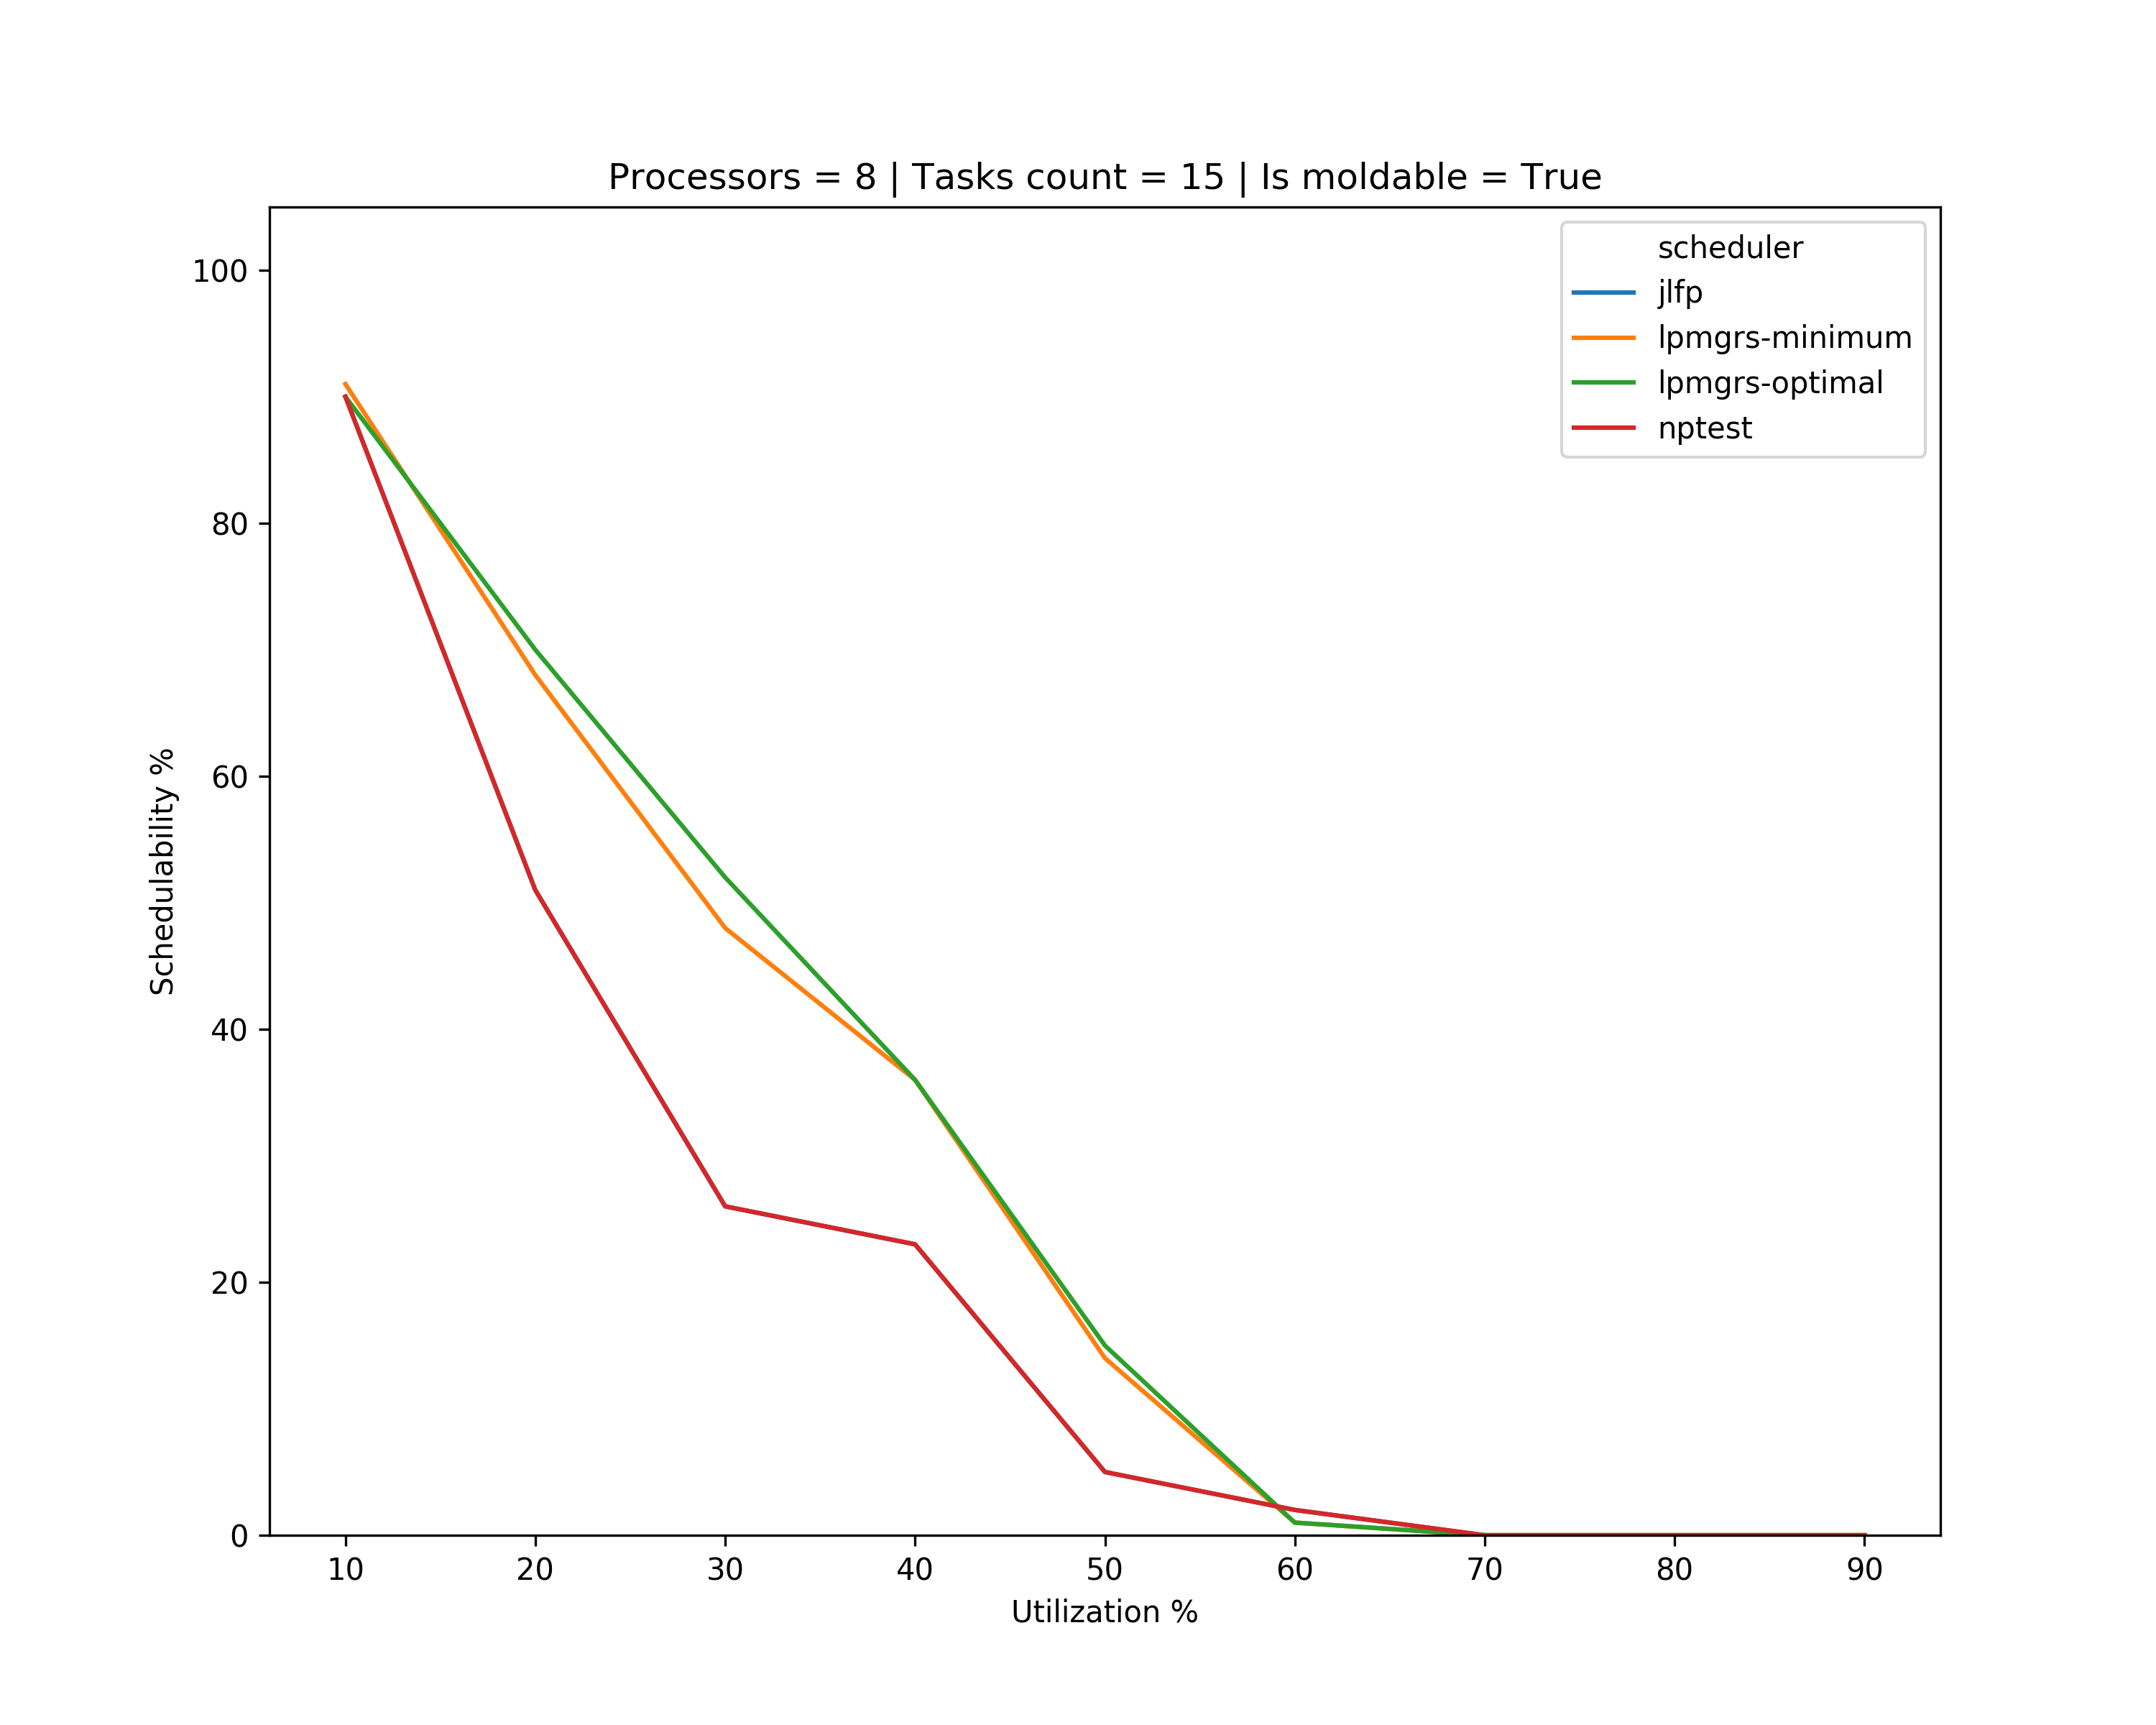 Processors = 8 | Tasks count = 15 | Is moldable = True
scheduler
jlfp
lpmgrs-minimum
lpmgrs-optimal
nptest
100
80
60
40
20
0
Schedulability %
10 20 30 40 50 60 70 80 90
Utilization %